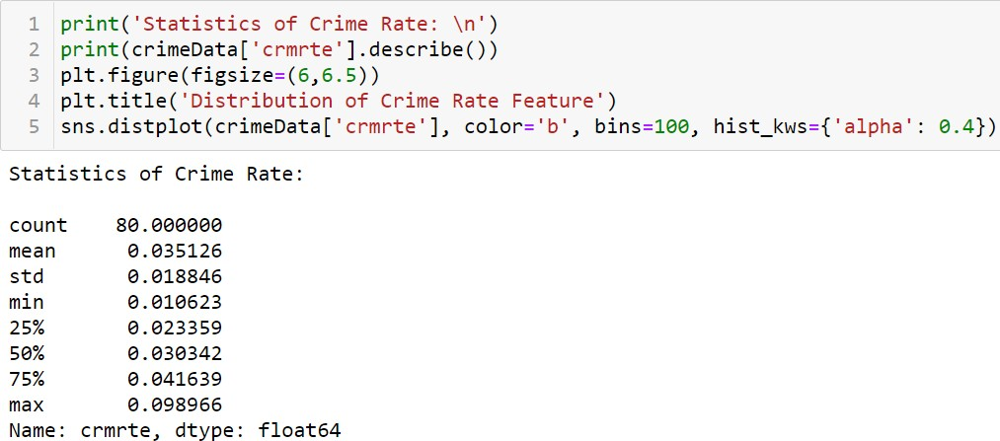 1 print('Statistics of Crime Rate: \n')
2 print(crimeData['crmrte'].describe())
3 plt.figure(figsize=(6,6.5))
4 plt.title('Distribution of Crime Rate Feature')
5 sns.distplot(crimeData['crmrte'], color='b', bins=100, hist_kws={'alpha': 0.4})
Statistics of Crime Rate:
count 80.000000
mean 0.035126
std 0.018846
min 0.010623
25% 0.023359
50% 0.030342
75% 0.041639
max 0.098966
Name: crmrte, dtype: float64